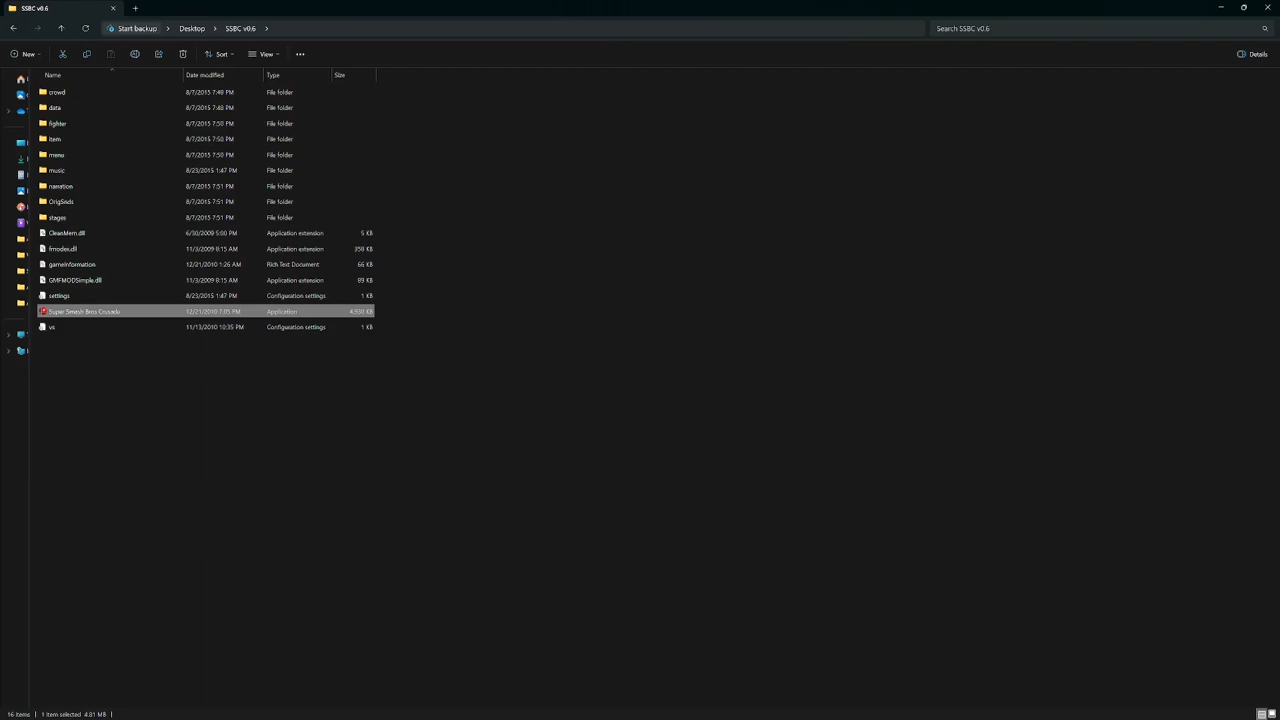 SSBC v0.6
Start backup > Desktop > SSBC v0.6 >
Search SSBC v0.6
New Sort View ... Details
Name Date modified Type Size
crowd 8/7/2015 7:49 PM File folder
data 8/7/2015 7:49 PM File folder
fighter 8/7/2015 7:50 PM File folder
item 8/7/2015 7:50 PM File folder
menu 8/7/2015 7:50 PM File folder
music 8/23/2015 1:47 PM File folder
narration 8/7/2015 7:51 PM File folder
OrigSnds 8/7/2015 7:51 PM File folder
stages 8/7/2015 7:51 PM File folder
CleanMem.dll 6/30/2009 5:00 PM Application extension 5 KB
fmodex.dll 11/3/2009 8:15 AM Application extension 358 KB
gameInformation 12/21/2010 1:26 AM Rich Text Document 66 KB
GMFMODSimple.dll 11/3/2009 8:15 AM Application extension 89 KB
settings 8/23/2015 1:47 PM Configuration settings 1 KB
Super Smash Bros Crusade 12/21/2010 7:05 PM Application 4,930 KB
vs 11/13/2010 10:35 PM Configuration settings 1 KB
16 items 1 item selected 4.81 MB